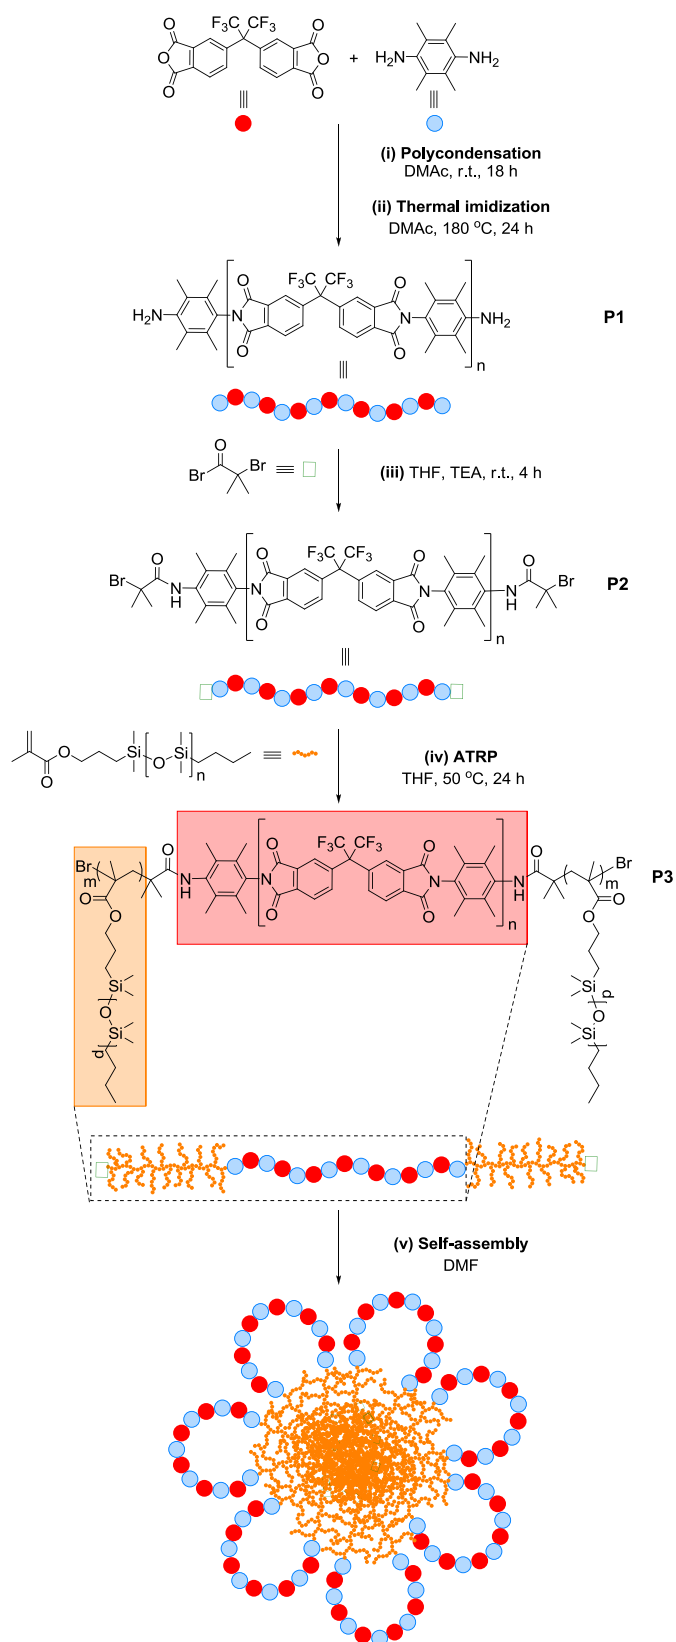 F₃C CF₃
O O
O O
O O
+
H₂N NH₂
(i) Polycondensation
DMAc, r.t., 18 h
(ii) Thermal imidization
DMAc, 180 °C, 24 h
O F₃C CF₃ O
H₂N N N NH₂
O O
n
P1
O
Br Br
(iii) THF, TEA, r.t., 4 h
O F₃C CF₃ O
Br O O Br
N N N N
H H
O O
n
P2
O Si O Si
O n
(iv) ATRP
THF, 50 °C, 24 h
Br m O O F₃C CF₃ O O m Br
N N N N
H H
O O O O
O O
n
P3
Si Si
O p
O
Si Si
p
(v) Self-assembly
DMF